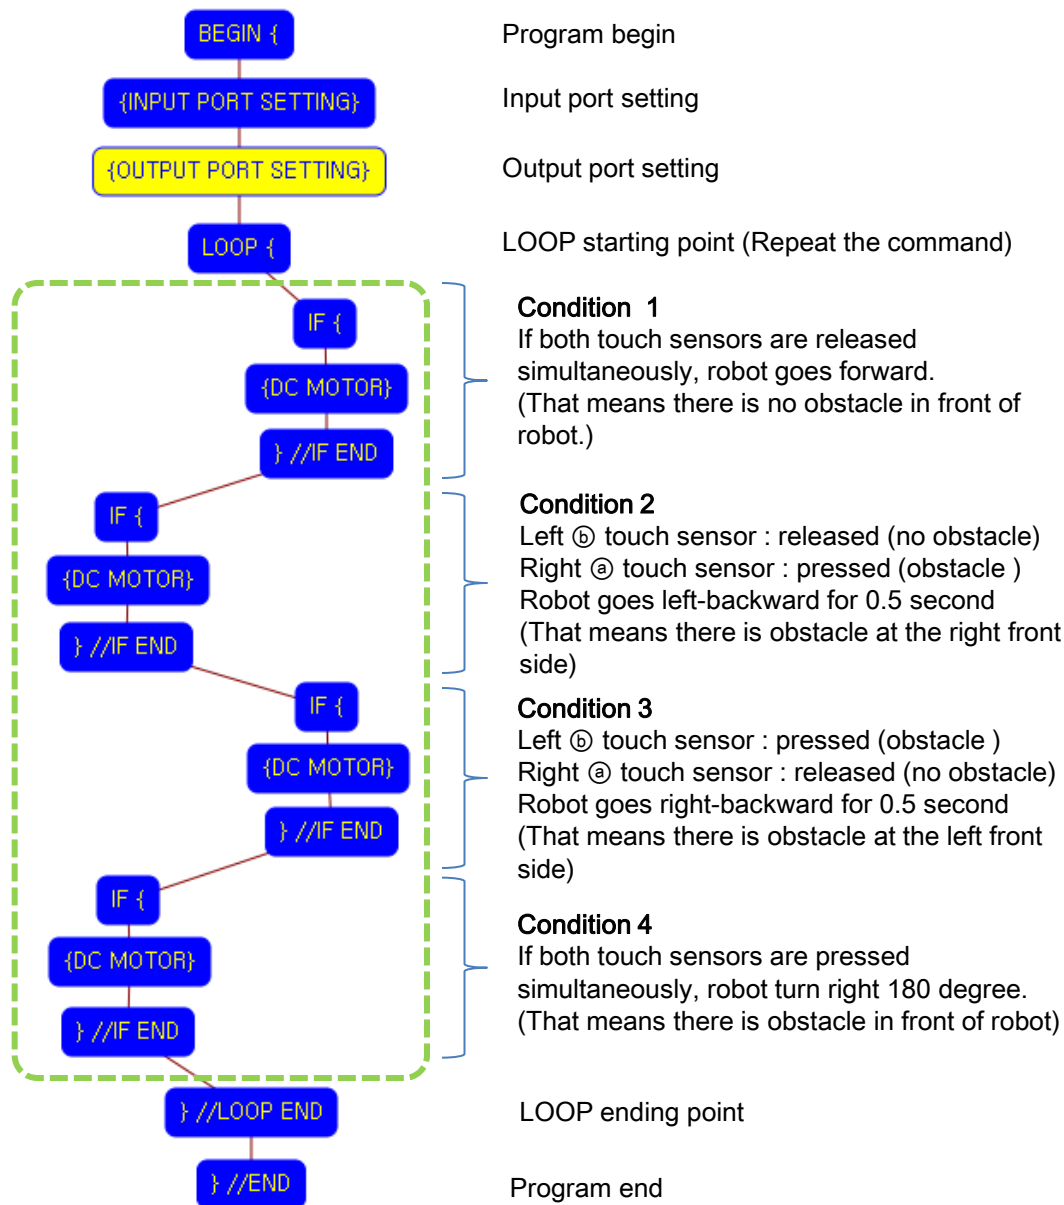 BEGIN {
Program begin
{INPUT PORT SETTING}
Input port setting
{OUTPUT PORT SETTING}
Output port setting
LOOP {
LOOP starting point (Repeat the command)
IF {
{DC MOTOR}
} //IF END
Condition 1
If both touch sensors are released
simultaneously, robot goes forward.
(That means there is no obstacle in front of
robot.)
IF {
{DC MOTOR}
} //IF END
Condition 2
Left ⓑ touch sensor : released (no obstacle)
Right ⓐ touch sensor : pressed (obstacle )
Robot goes left-backward for 0.5 second
(That means there is obstacle at the right front
side)
IF {
{DC MOTOR}
} //IF END
Condition 3
Left ⓑ touch sensor : pressed (obstacle )
Right ⓐ touch sensor : released (no obstacle)
Robot goes right-backward for 0.5 second
(That means there is obstacle at the left front
side)
IF {
{DC MOTOR}
} //IF END
Condition 4
If both touch sensors are pressed
simultaneously, robot turn right 180 degree.
(That means there is obstacle in front of robot)
} //LOOP END
LOOP ending point
} //END
Program end